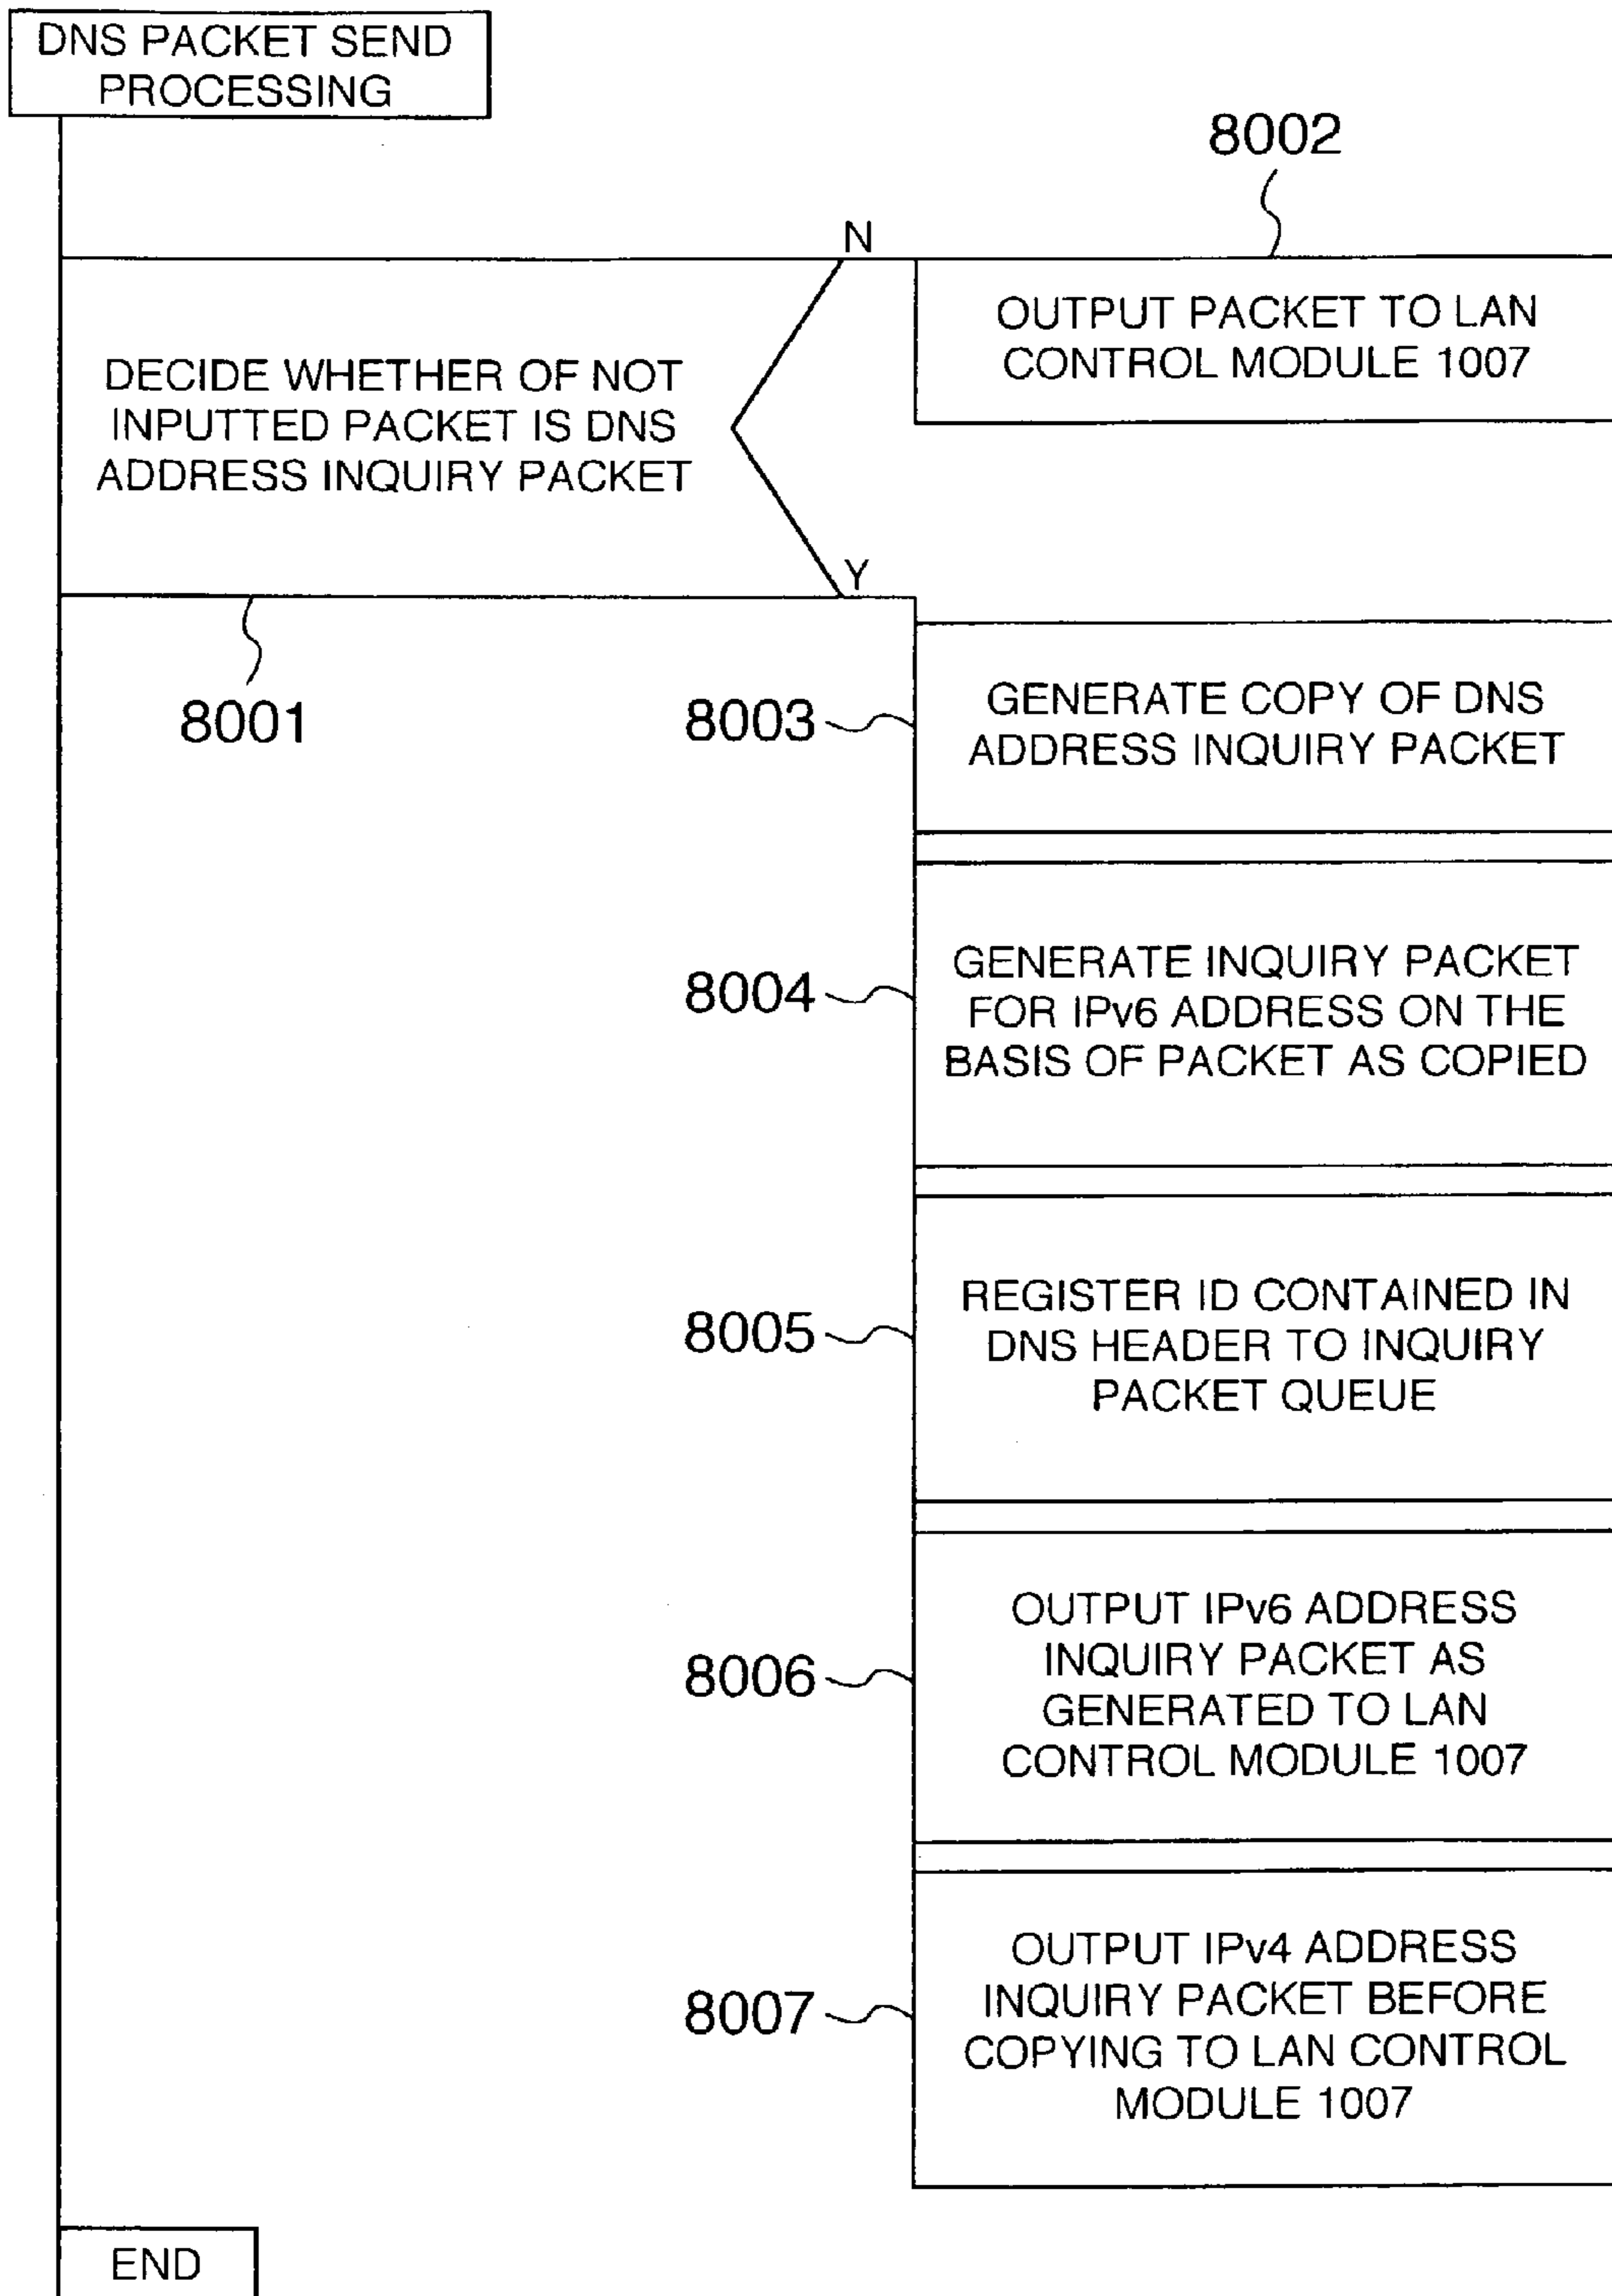 DNS PACKET SEND
PROCESSING
8002
N
OUTPUT PACKET TO LAN
CONTROL MODULE 1007
DECIDE WHETHER OF NOT
INPUTTED PACKET IS DNS
ADDRESS INQUIRY PACKET
Y
8001
8003
GENERATE COPY OF DNS
ADDRESS INQUIRY PACKET
8004
GENERATE INQUIRY PACKET
FOR IPv6 ADDRESS ON THE
BASIS OF PACKET AS COPIED
8005
REGISTER ID CONTAINED IN
DNS HEADER TO INQUIRY
PACKET QUEUE
8006
OUTPUT IPv6 ADDRESS
INQUIRY PACKET AS
GENERATED TO LAN
CONTROL MODULE 1007
8007
OUTPUT IPv4 ADDRESS
INQUIRY PACKET BEFORE
COPYING TO LAN CONTROL
MODULE 1007
END